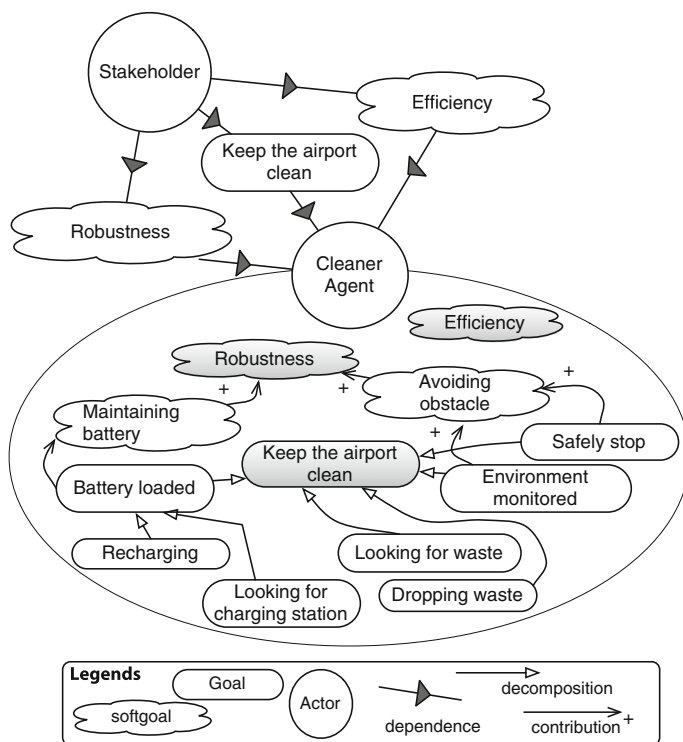 Stakeholder
Efficiency
Keep the airport
clean
Robustness
Cleaner
Agent
Efficiency
Robustness
+
+
+
Avoiding
obstacle
Maintaining
battery
+
Safely stop
Keep the airport
clean
Battery loaded
Environment
monitored
Recharging
Looking for waste
Looking for
charging station
Dropping waste
Legends
Goal
softgoal
Actor
dependence
decomposition
contribution
+